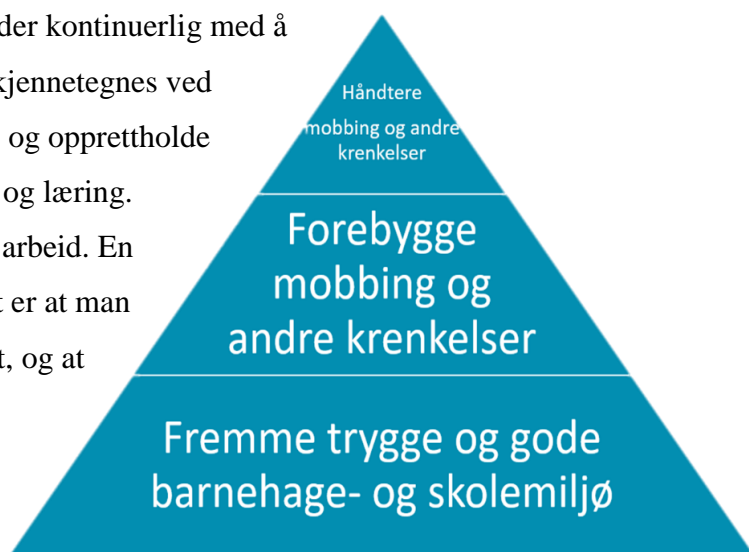 der kontinuerlig med å
kjennetegnes ved
og opprettholde
og læring.
arbeid. En
t er at man
t, og at
Håndtere
mobbing og andre
krenkelser
Forebygge
mobbing og
andre krenkelser
Fremme trygge og gode
barnehage- og skolemiljø